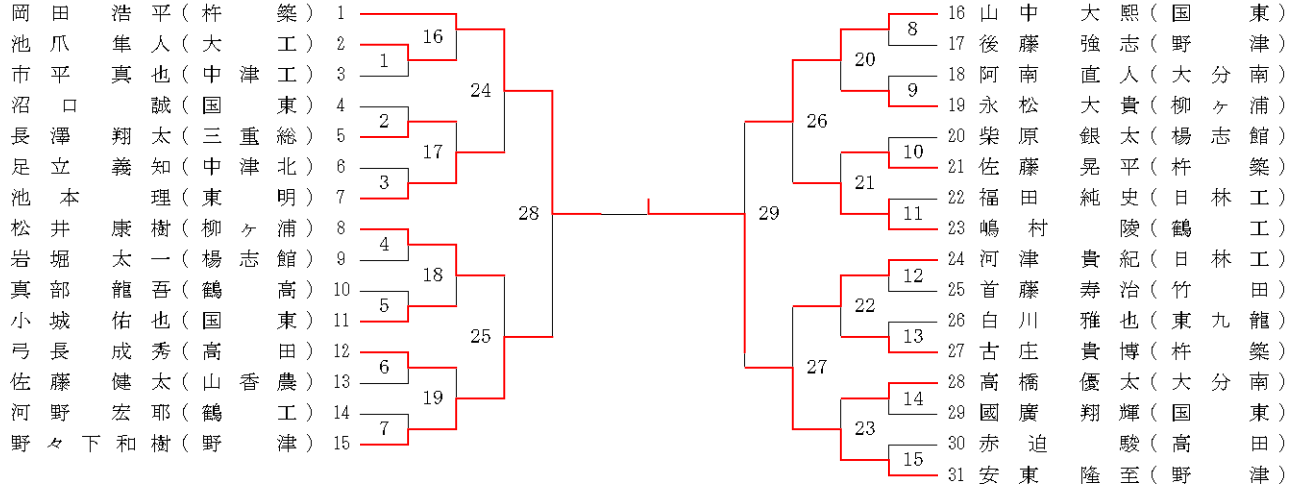 岡田浩平(杵築) 1
池爪隼人(大工) 2
市平真也(中津工) 3
沼口誠(国東) 4
長澤翔太(三重総) 5
足立義知(中津北) 6
池本理(東明) 7
松井康樹(柳ヶ浦) 8
岩堀太一(楊志館) 9
真部龍吾(鶴高) 10
小城佑也(国東) 11
弓長成秀(高田) 12
佐藤健太(山香農) 13
河野宏耶(鶴工) 14
野々下和樹(野津) 15
16
1
24
2
17
3
28
4
18
5
25
6
19
7
8
20
9
26
10
21
11
29
12
22
13
27
14
23
15
16 山中大熙(国東)
17 後藤強志(野津)
18 阿南直人(大分南)
19 永松大貴(柳ヶ浦)
20 柴原銀太(楊志館)
21 佐藤晃平(杵築)
22 福田純史(日林工)
23 嶋村陵(鶴工)
24 河津貴紀(日林工)
25 首藤寿治(竹田)
26 白川雅也(東九龍)
27 古庄貴博(杵築)
28 高橋優太(大分南)
29 國廣翔輝(国東)
30 赤迫駿(高田)
31 安東隆至(野津)